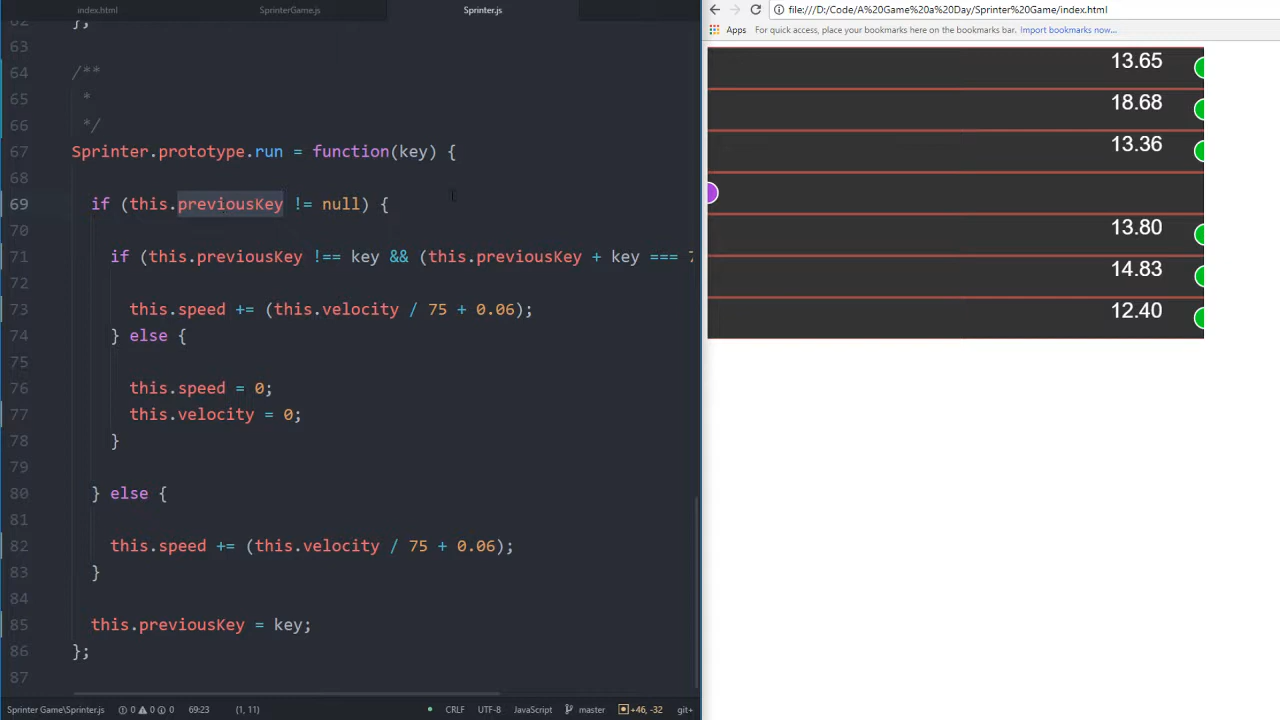 index.html SprinterGame.js Sprinter.js
file:///D:/Code/A%20Game%20a%20Day/Sprinter%20Game/index.html
Apps For quick access, place your bookmarks here on the bookmarks bar. Import bookmarks now...
62 };
63
64 /**
65 *
66 */
67 Sprinter.prototype.run = function(key) {
68
69 if (this.previousKey != null) {
70
71 if (this.previousKey !== key && (this.previousKey + key === 7
72
73 this.speed += (this.velocity / 75 + 0.06);
74 } else {
75
76 this.speed = 0;
77 this.velocity = 0;
78 }
79
80 } else {
81
82 this.speed += (this.velocity / 75 + 0.06);
83 }
84
85 this.previousKey = key;
86 };
87
13.65
18.68
13.36
13.80
14.83
12.40
Sprinter Game\Sprinter.js 0 0 0 69:23 (1, 11) CRLF UTF-8 JavaScript master +46, -32 git+